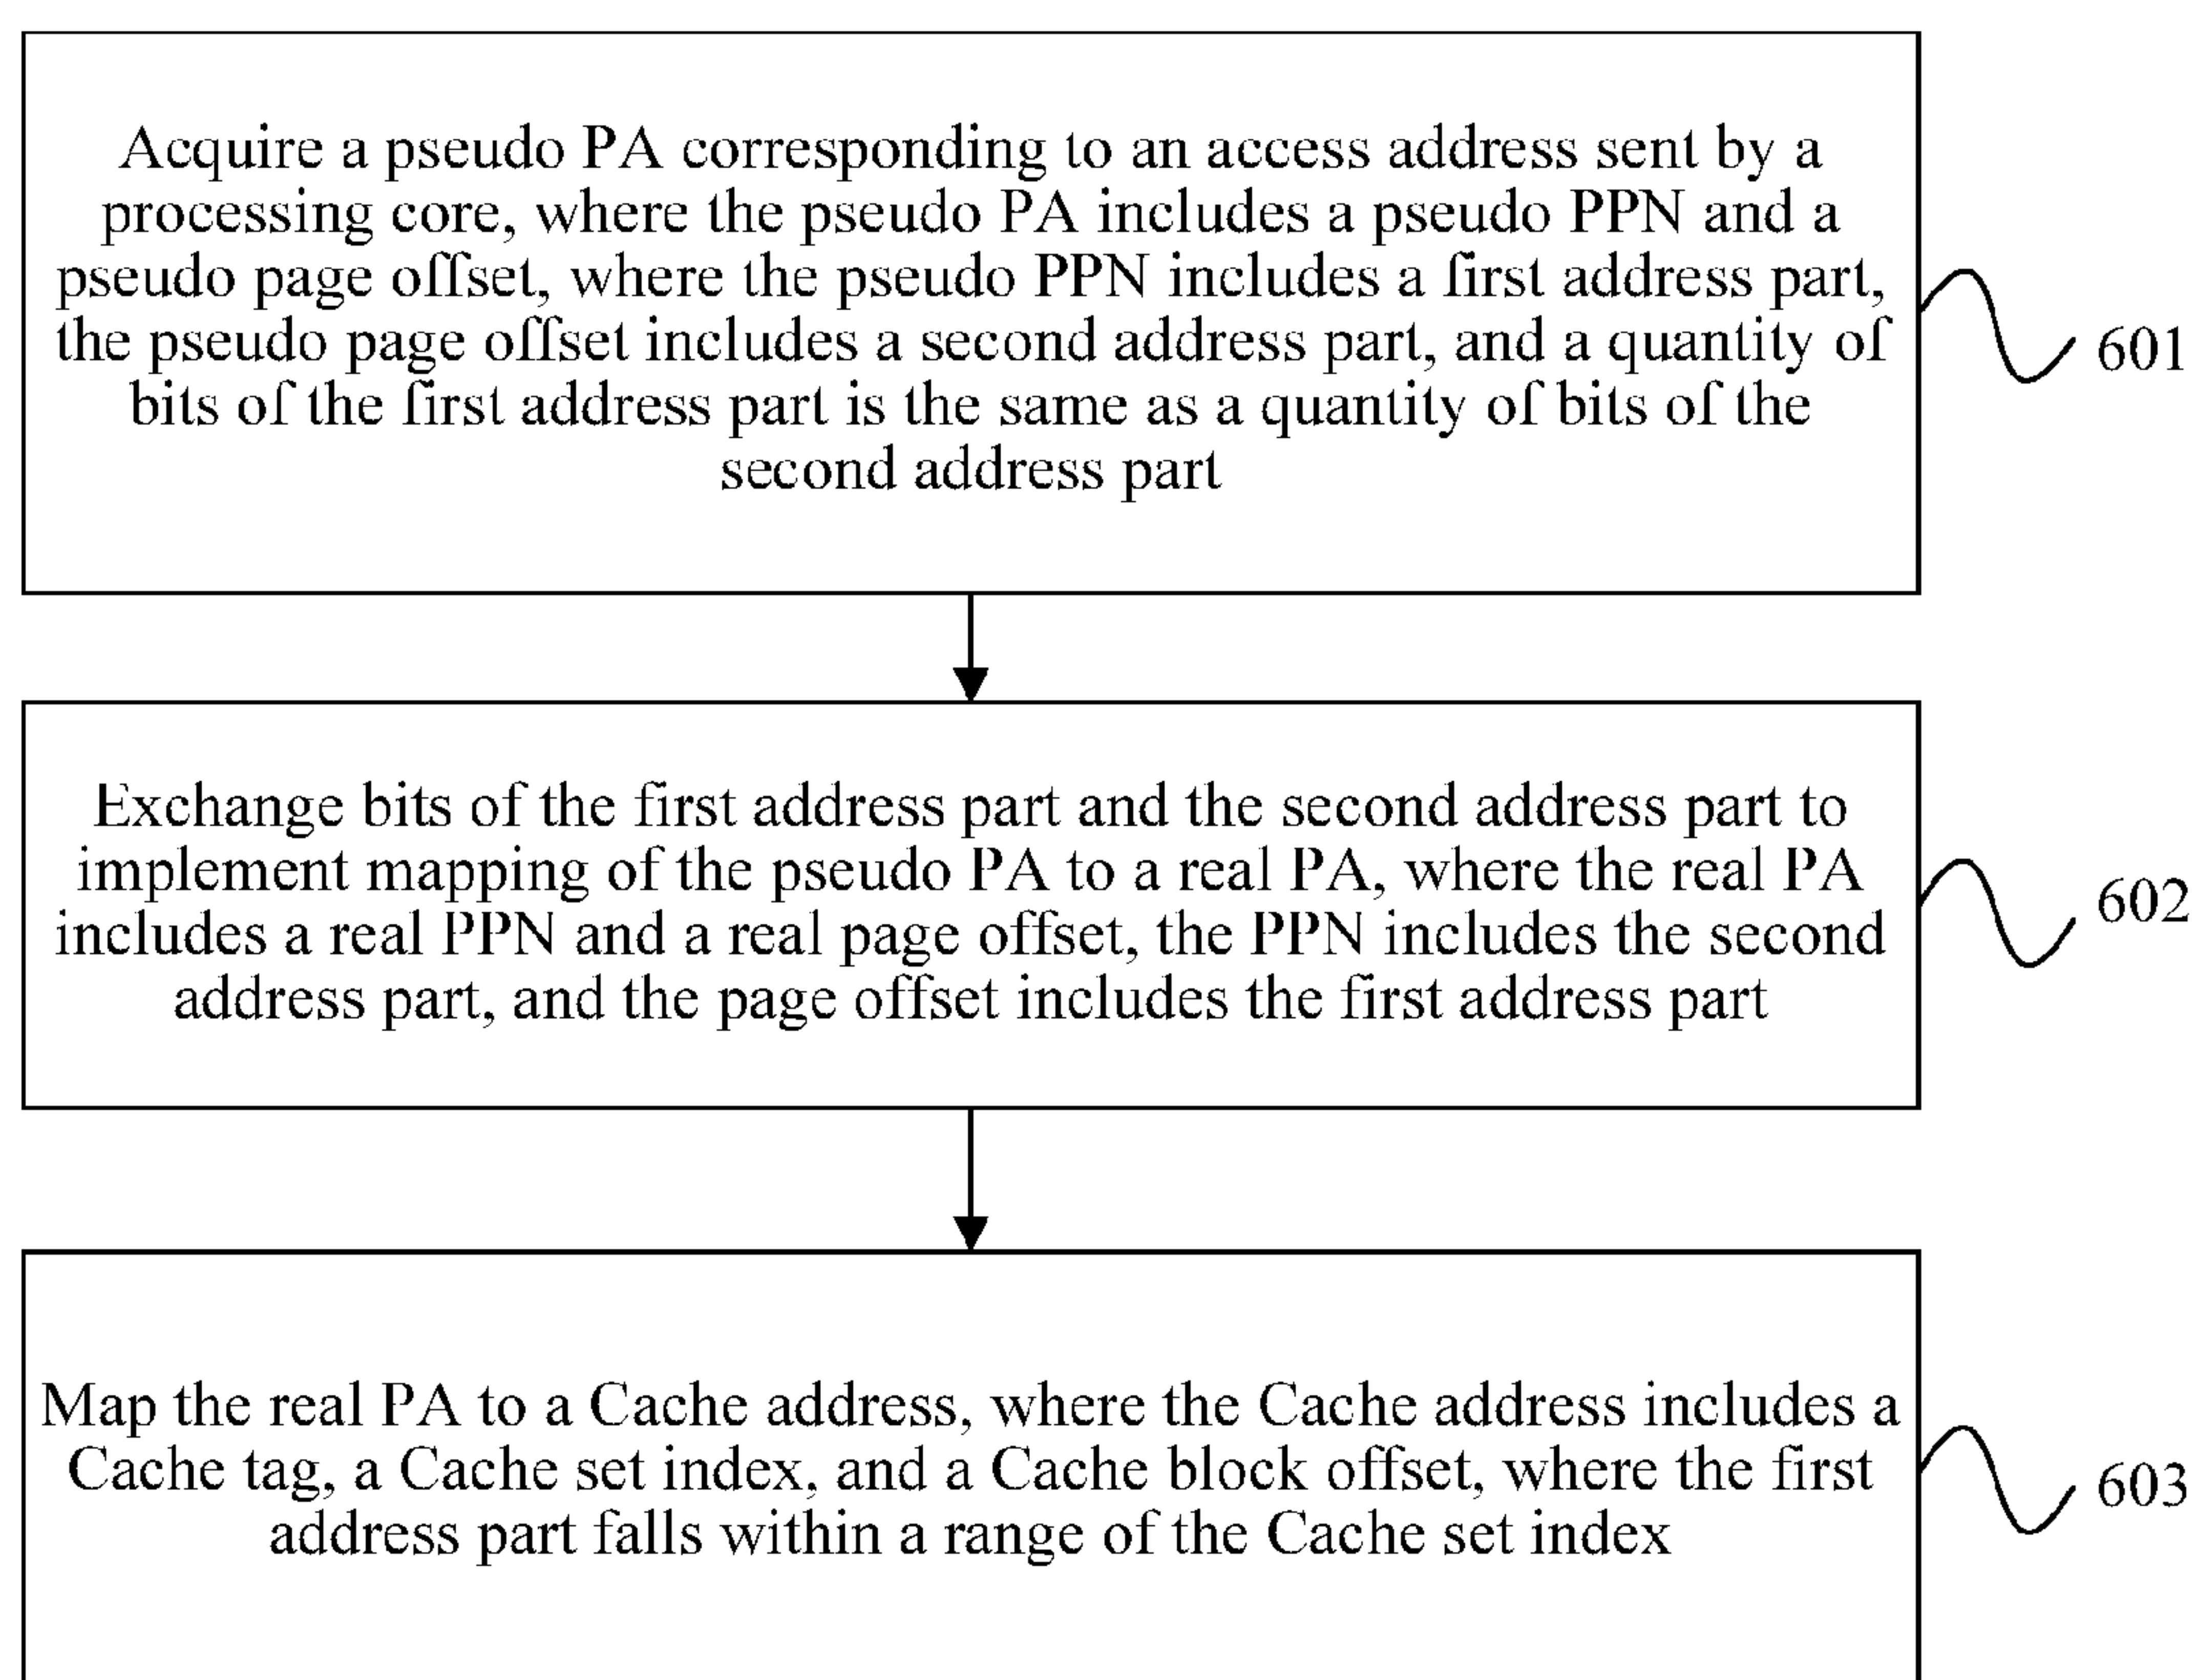 Acquire a pseudo PA corresponding to an access address sent by a
processing core, where the pseudo PA includes a pseudo PPN and a
pseudo page offset, where the pseudo PPN includes a first address part,
the pseudo page offset includes a second address part, and a quantity of
bits of the first address part is the same as a quantity of bits of the
second address part
601
Exchange bits of the first address part and the second address part to
implement mapping of the pseudo PA to a real PA, where the real PA
includes a real PPN and a real page offset, the PPN includes the second
address part, and the page offset includes the first address part
602
Map the real PA to a Cache address, where the Cache address includes a
Cache tag, a Cache set index, and a Cache block offset, where the first
address part falls within a range of the Cache set index
603